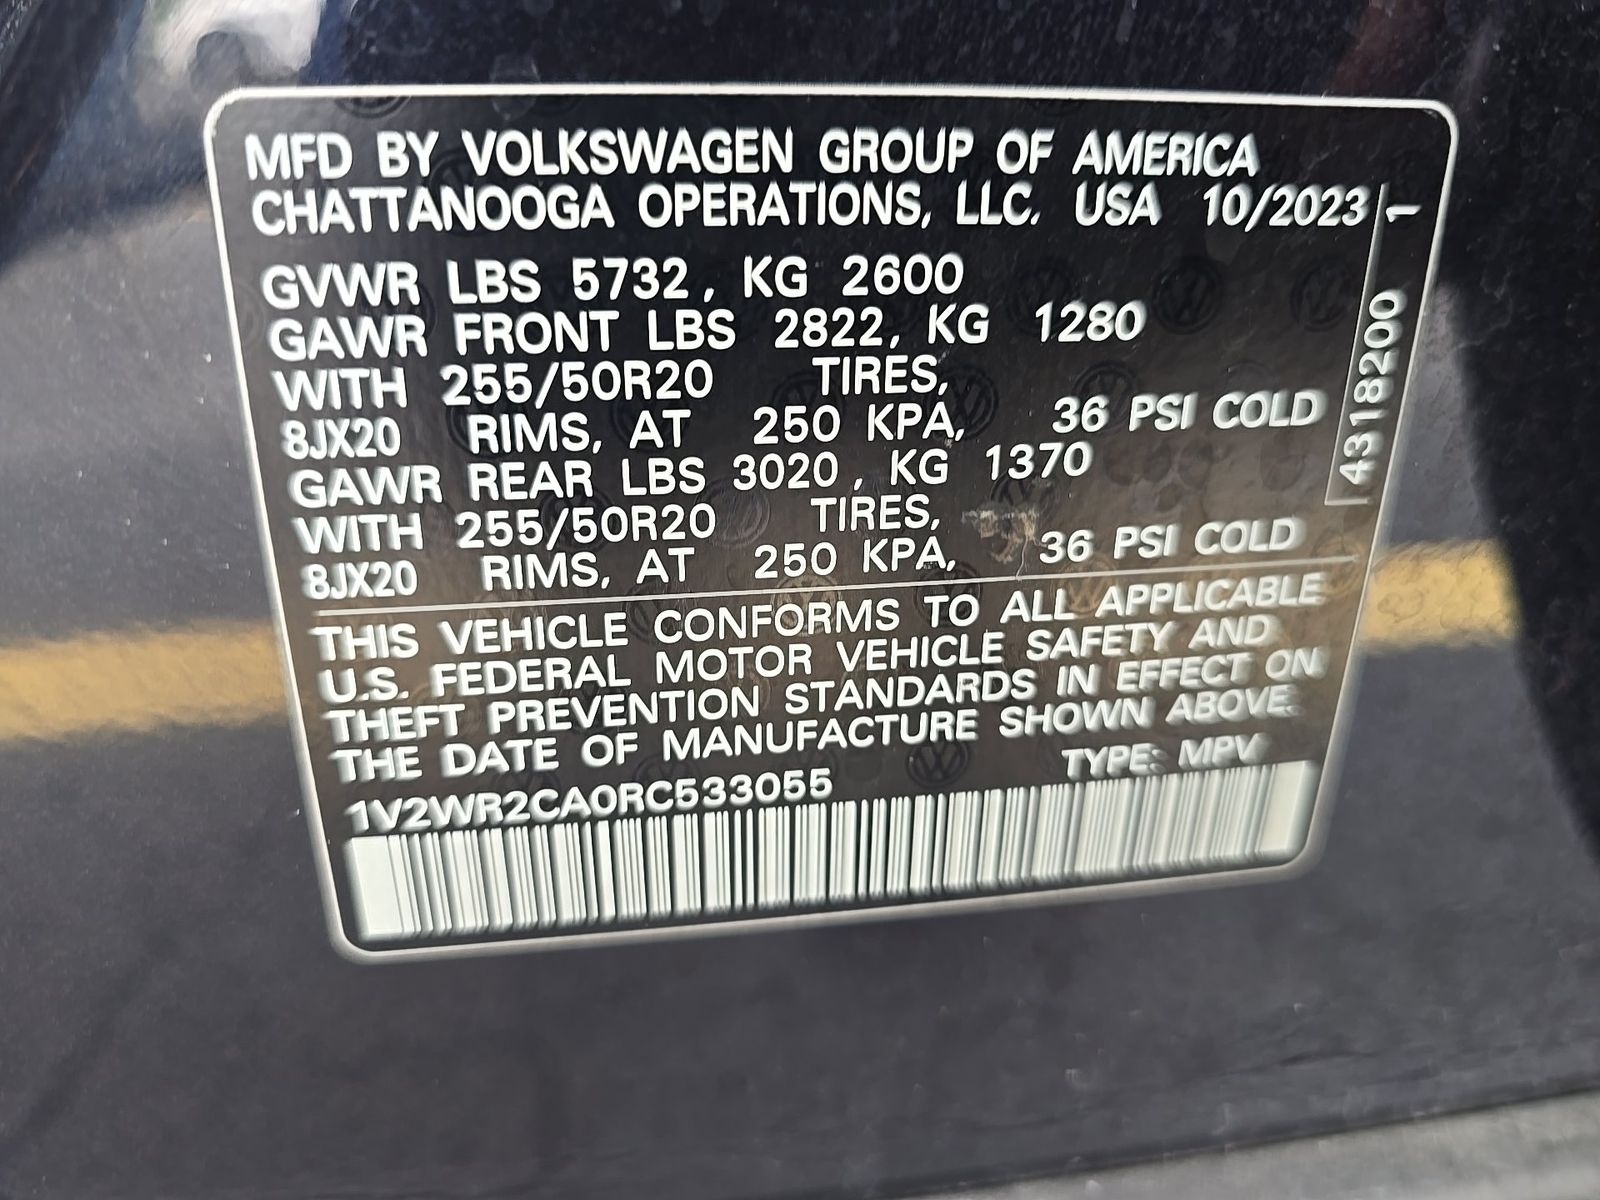 MFD BY VOLKSWAGEN GROUP OF AMERICA
CHATTANOOGA OPERATIONS, LLC. USA 10/2023
GVWR LBS 5732, KG 2600
GAWR FRONT LBS 2822, KG 1280
WITH 255/50R20 TIRES,
8JX20 RIMS, AT 250 KPA, 36 PSI COLD
GAWR REAR LBS 3020, KG 1370
WITH 255/50R20 TIRES,
8JX20 RIMS, AT 250 KPA, 36 PSI COLD
THIS VEHICLE CONFORMS TO ALL APPLICABLE
U.S. FEDERAL MOTOR VEHICLE SAFETY AND
THEFT PREVENTION STANDARDS IN EFFECT ON
THE DATE OF MANUFACTURE SHOWN ABOVE.
TYPE: MPV
1V2WR2CA0RC533055
4318200 1